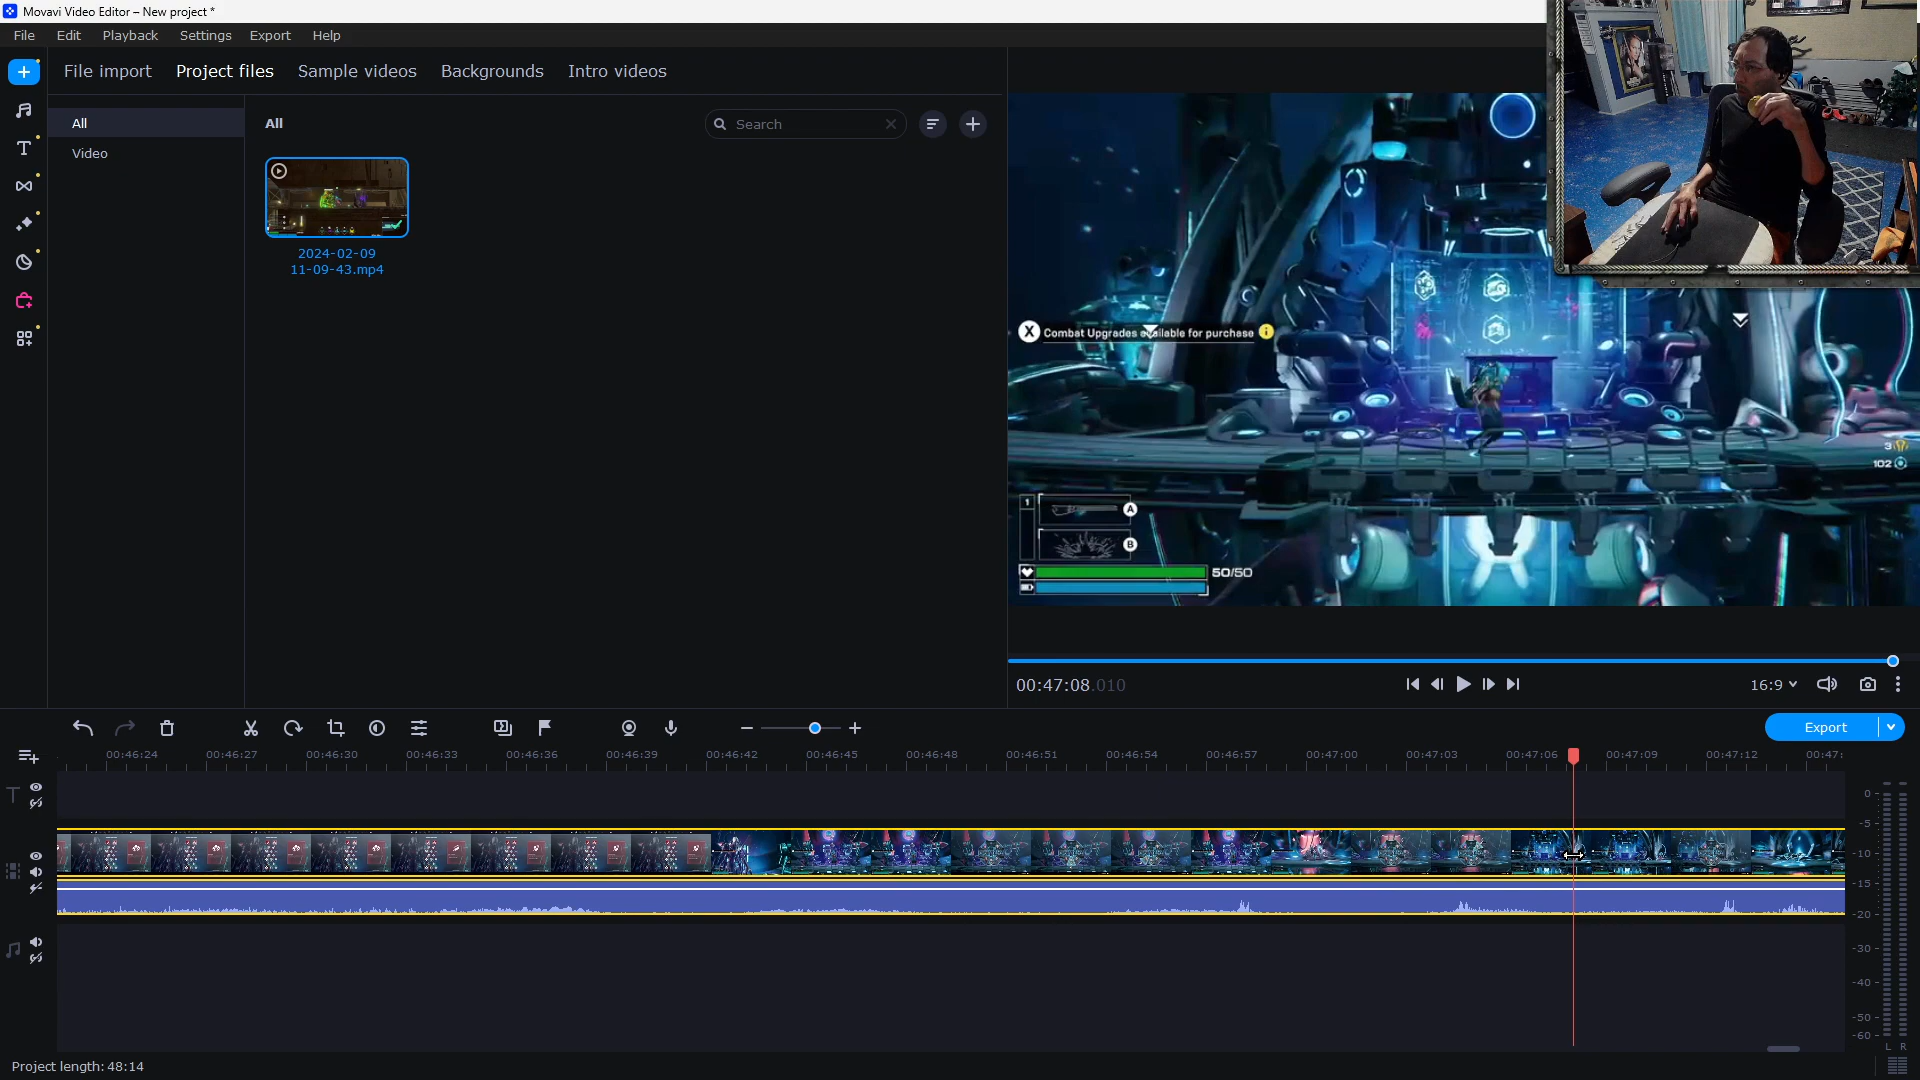 Movavi Video Editor – New project *
File Edit Playback Settings Export Help
File import Project files Sample videos Backgrounds Intro videos
All
Video
All
Search
2024-02-09
11-09-43.mp4
X Combat Upgrades available for purchase i
3
102
1
A
B
50/50
00:47:08.010
16:9
Export
00:46:24 00:46:27 00:46:30 00:46:33 00:46:36 00:46:39 00:46:42 00:46:45 00:46:48 00:46:51 00:46:54 00:46:57 00:47:00 00:47:03 00:47:06 00:47:09 00:47:12 00:47:
0
-5
-10
-15
-20
-30
-40
-50
-60
L R
Project length: 48:14